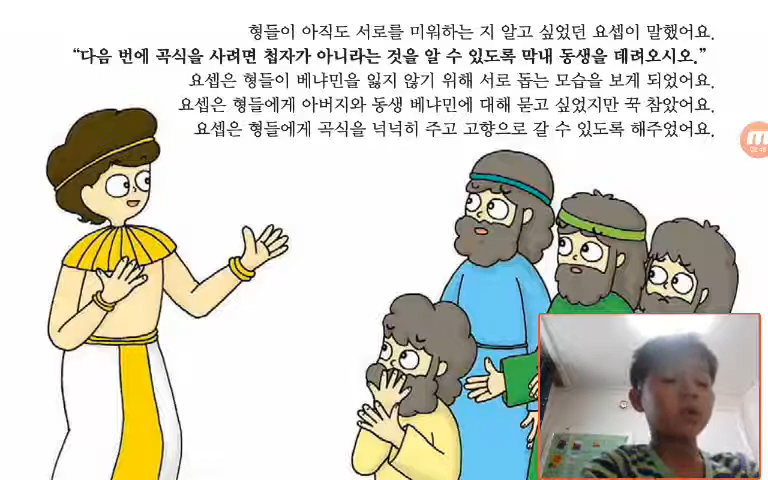 형들이 아직도 서로를 미워하는 지 알고 싶었던 요셉이 말했어요.
“다음 번에 곡식을 사려면 첩자가 아니라는 것을 알 수 있도록 막내 동생을 데려오시오.”
요셉은 형들이 베냐민을 잃지 않기 위해 서로 돕는 모습을 보게 되었어요.
요셉은 형들에게 아버지와 동생 베냐민에 대해 묻고 싶었지만 꾹 참았어요.
요셉은 형들에게 곡식을 넉넉히 주고 고향으로 갈 수 있도록 해주었어요.